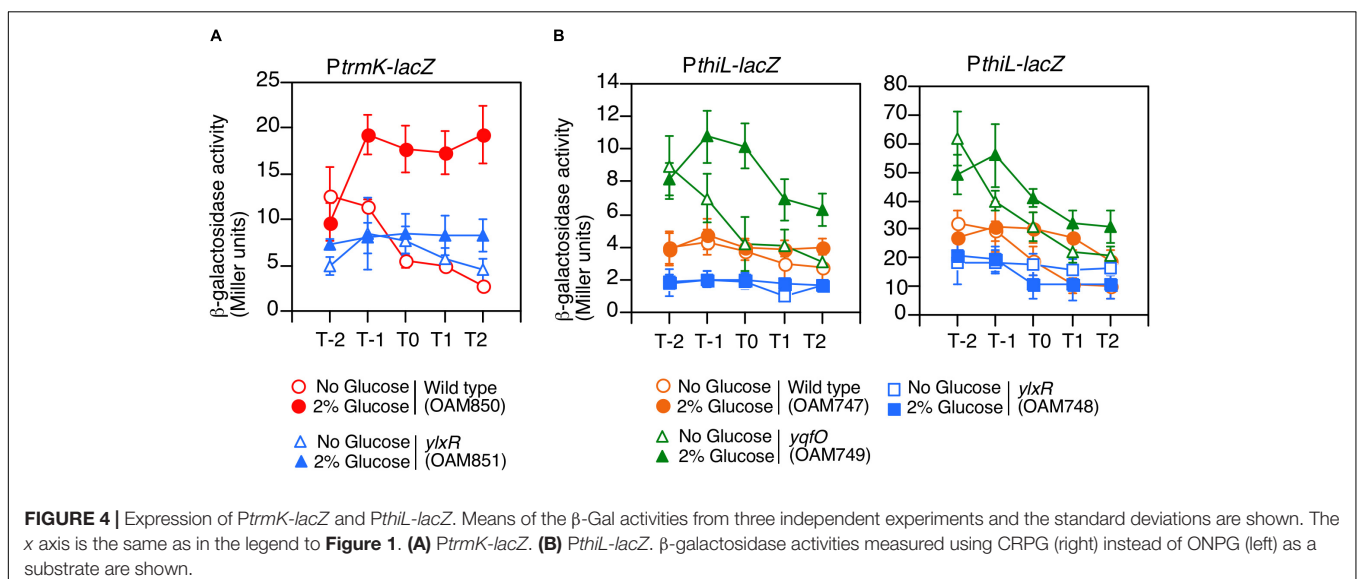 A
B
PtrmK-lacZ
PthiL-lacZ
PthiL-lacZ
β-galactosidase activity
(Miller units)
25
20
15
10
5
0
T-2 T-1 T0 T1 T2
β-galactosidase activity
(Miller units)
14
12
10
8
6
4
2
0
T-2 T-1 T0 T1 T2
80
70
60
50
40
30
20
10
0
T-2 T-1 T0 T1 T2
No Glucose Wild type
2% Glucose (OAM850)
No Glucose ylxR
2% Glucose (OAM851)
No Glucose Wild type
2% Glucose (OAM747)
No Glucose yqfO
2% Glucose (OAM749)
No Glucose ylxR
2% Glucose (OAM748)
FIGURE 4 | Expression of PtrmK-lacZ and PthiL-lacZ. Means of the β-Gal activities from three independent experiments and the standard deviations are shown. The
x axis is the same as in the legend to Figure 1. (A) PtrmK-lacZ. (B) PthiL-lacZ. β-galactosidase activities measured using CRPG (right) instead of ONPG (left) as a
substrate are shown.